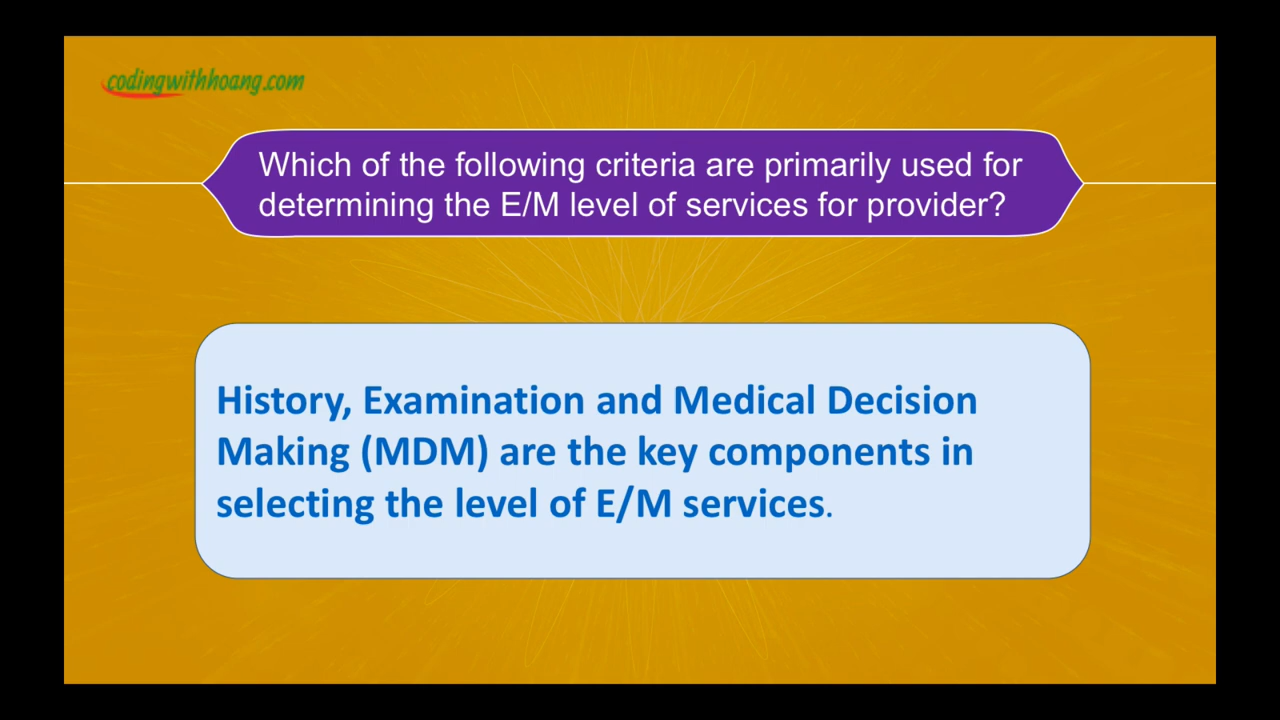 codingwithhoang.com
Which of the following criteria are primarily used for
determining the E/M level of services for provider?
History, Examination and Medical Decision
Making (MDM) are the key components in
selecting the level of E/M services.